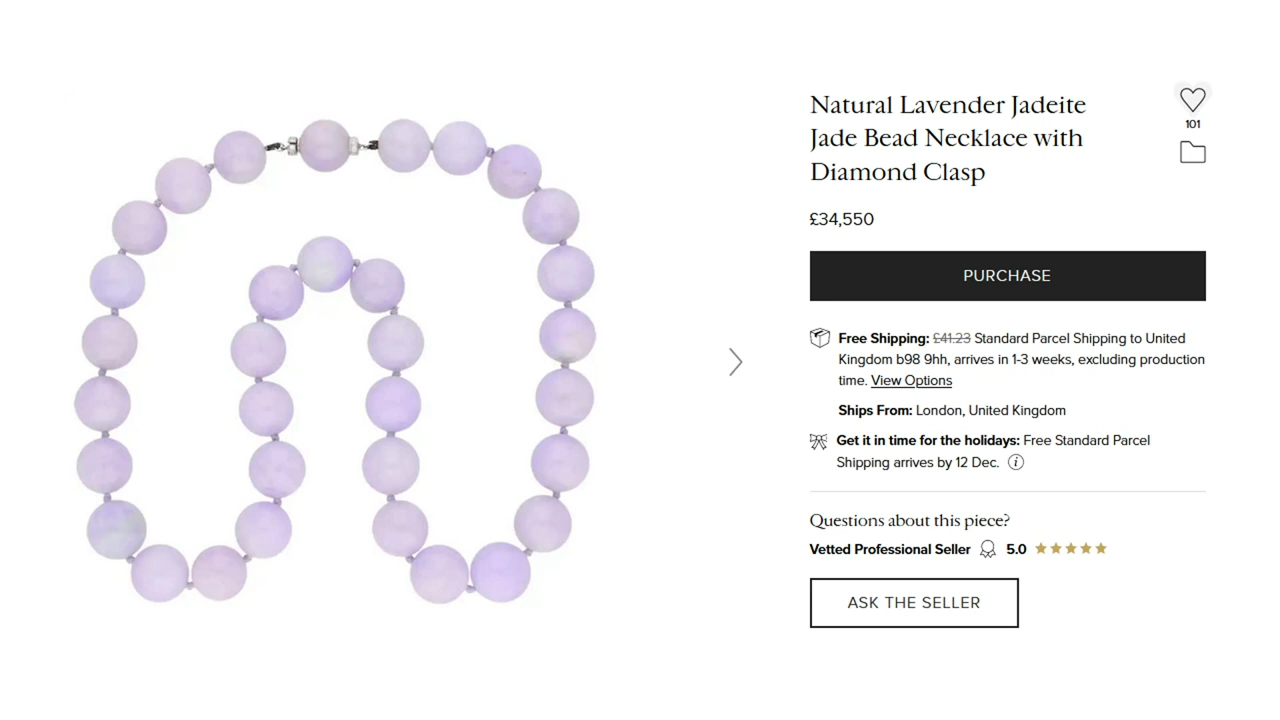 Natural Lavender Jadeite
Jade Bead Necklace with
Diamond Clasp
101
£34,550
PURCHASE
Free Shipping: £41.23 Standard Parcel Shipping to United
Kingdom b98 9hh, arrives in 1-3 weeks, excluding production
time. View Options
Ships From: London, United Kingdom
Get it in time for the holidays: Free Standard Parcel
Shipping arrives by 12 Dec. i
Questions about this piece?
Vetted Professional Seller 5.0
ASK THE SELLER